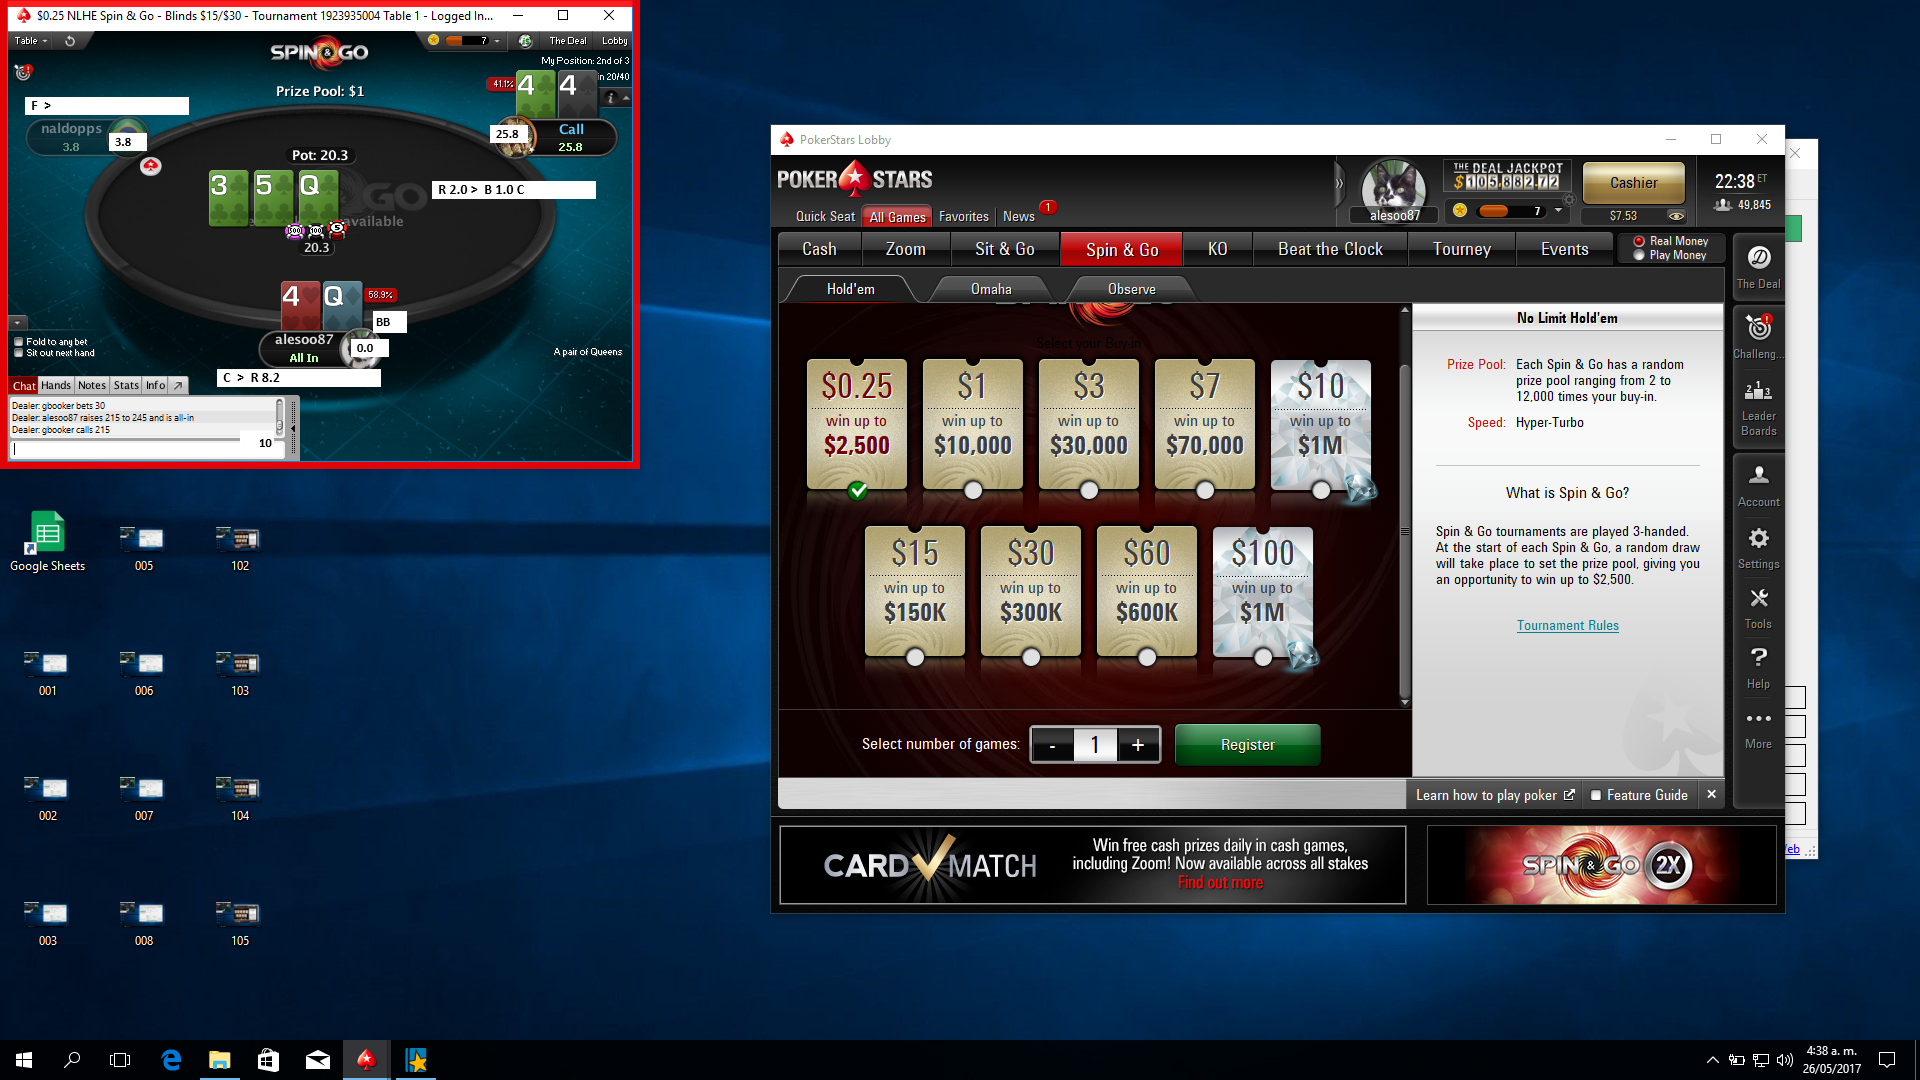 $0.25 NLHE Spin & Go - Blinds $15/$30 - Tournament 1923935004 Table 1 - Logged In...
Table
7
The Deal
Lobby
SPIN & GO
My Position: 2nd of 3
in 20/40
Prize Pool: $1
41.1%
4
4
F >
naldopps
3.8
3.8
25.8
Call
25.8
Pot: 20.3
3
5
Q
R 2.0 > B 1.0 C
20.3
4
Q
58.9%
BB
alesoo87
All In
0.0
Fold to any bet
Sit out next hand
A pair of Queens
C > R 8.2
Chat
Hands
Notes
Stats
Info
Dealer: gbooker bets 30
Dealer: alesoo87 raises 215 to 245 and is all-in
Dealer: gbooker calls 215
10
Google Sheets
005
102
001
006
103
002
007
104
003
008
105
PokerStars Lobby
POKER STARS
Quick Seat
All Games
Favorites
News
1
alesoo87
THE DEAL JACKPOT
$105,882.72
7
Cashier
$7.53
22:38 ET
49,845
Cash
Zoom
Sit & Go
Spin & Go
KO
Beat the Clock
Tourney
Events
Real Money
Play Money
Hold'em
Omaha
Observe
Select your Buy-in
$0.25
win up to
$2,500
$1
win up to
$10,000
$3
win up to
$30,000
$7
win up to
$70,000
$10
win up to
$1M
$15
win up to
$150K
$30
win up to
$300K
$60
win up to
$600K
$100
win up to
$1M
Select number of games:
-
1
+
Register
No Limit Hold'em
Prize Pool: Each Spin & Go has a random
prize pool ranging from 2 to
12,000 times your buy-in.
Speed: Hyper-Turbo
What is Spin & Go?
Spin & Go tournaments are played 3-handed.
At the start of each Spin & Go, a random draw
will take place to set the prize pool, giving you
an opportunity to win up to $2,500.
Tournament Rules
The Deal
Challeng...
Leader
Boards
Account
Settings
Tools
Help
More
Learn how to play poker
Feature Guide
CARD MATCH
Win free cash prizes daily in cash games,
including Zoom! Now available across all stakes
Find out more
SPIN & GO 2X
4:38 a. m.
26/05/2017